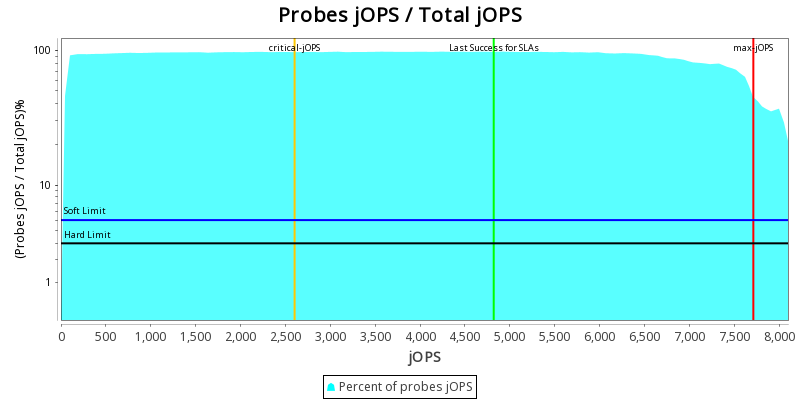 Probes jOPS / Total jOPS
(Probes jOPS / Total jOPS)%
100
10
1
critical-jOPS
Last Success for SLAs
max-jOPS
Soft Limit
Hard Limit
0 500 1,000 1,500 2,000 2,500 3,000 3,500 4,000 4,500 5,000 5,500 6,000 6,500 7,000 7,500 8,000
jOPS
Percent of probes jOPS